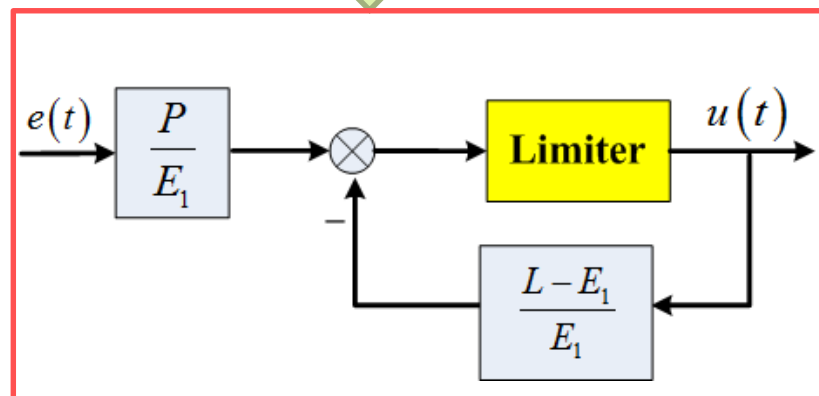 e(t)
P
E₁
Limiter
u(t)
−
L − E₁
E₁